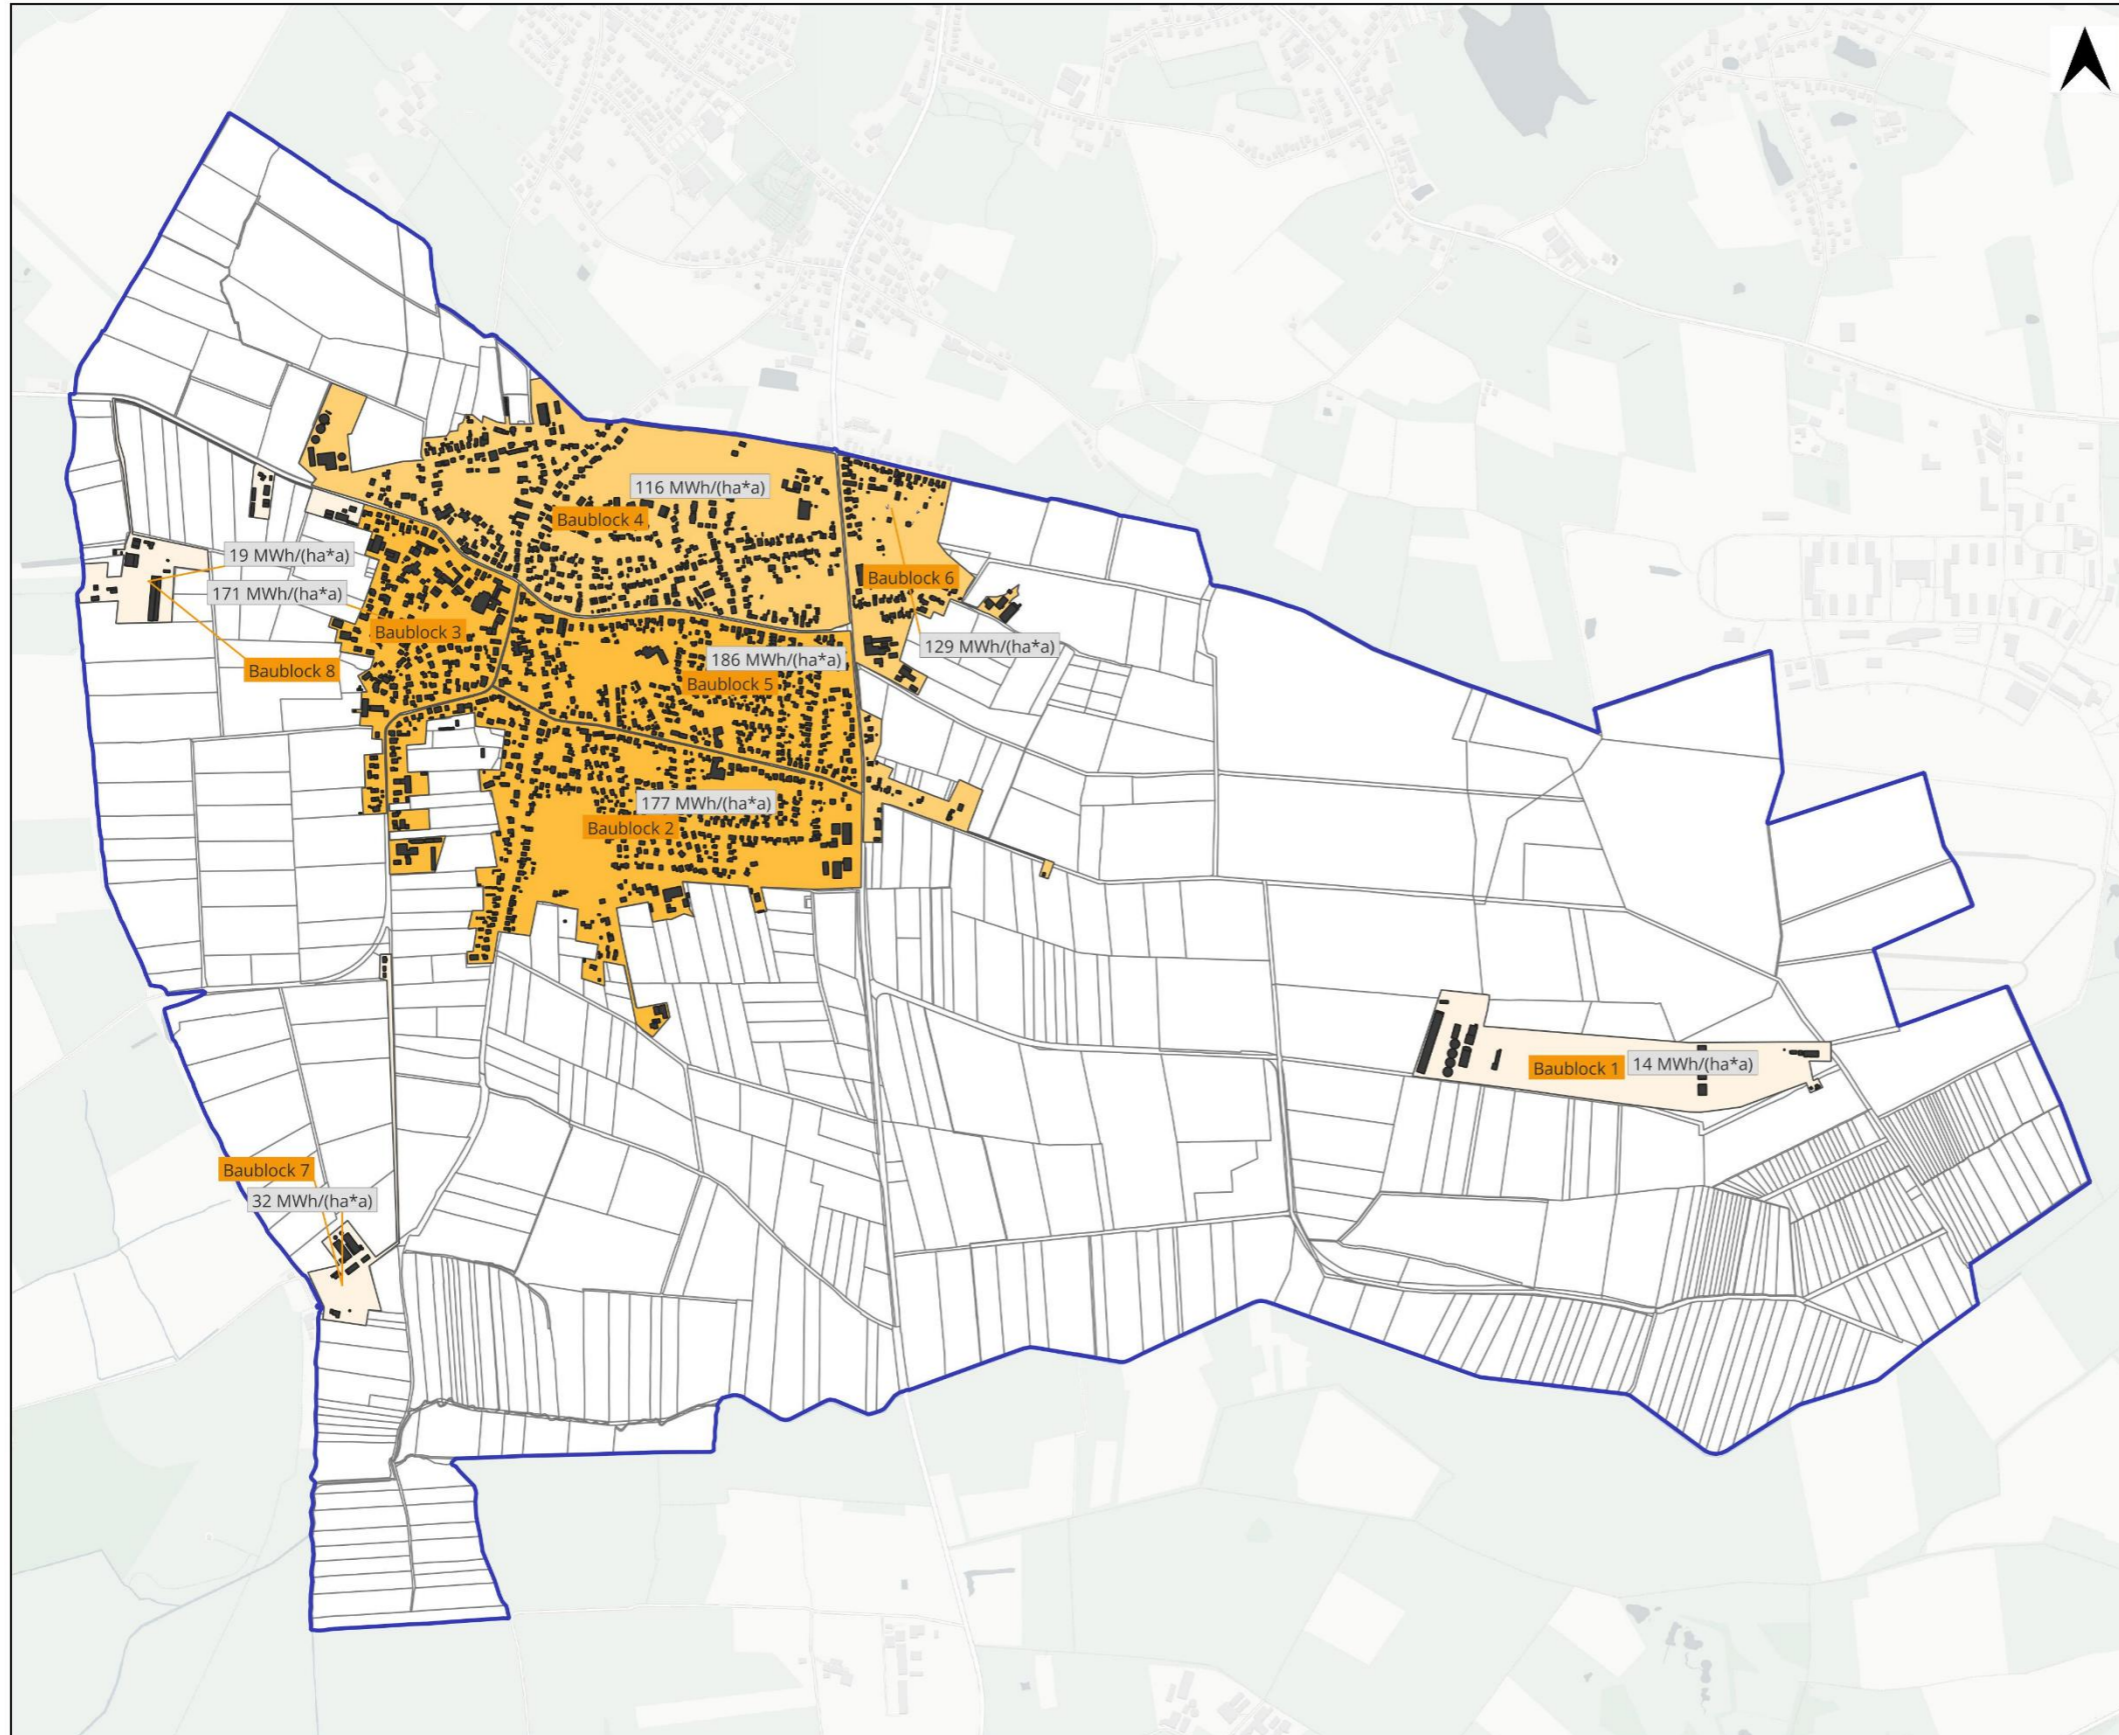 116 MWh/(ha*a)
Baublock 4
19 MWh/(ha*a)
Baublock 6
171 MWh/(ha*a)
Baublock 3
129 MWh/(ha*a)
186 MWh/(ha*a)
Baublock 8
Baublock 5
177 MWh/(ha*a)
Baublock 2
Baublock 1
14 MWh/(ha*a)
Baublock 7
32 MWh/(ha*a)